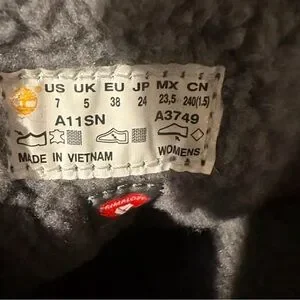 US UK EU JP MX CN
7 5 38 24 23,5 240(1.5)
A11SN A3749
MADE IN VIETNAM WOMENS
PRIMALOFT